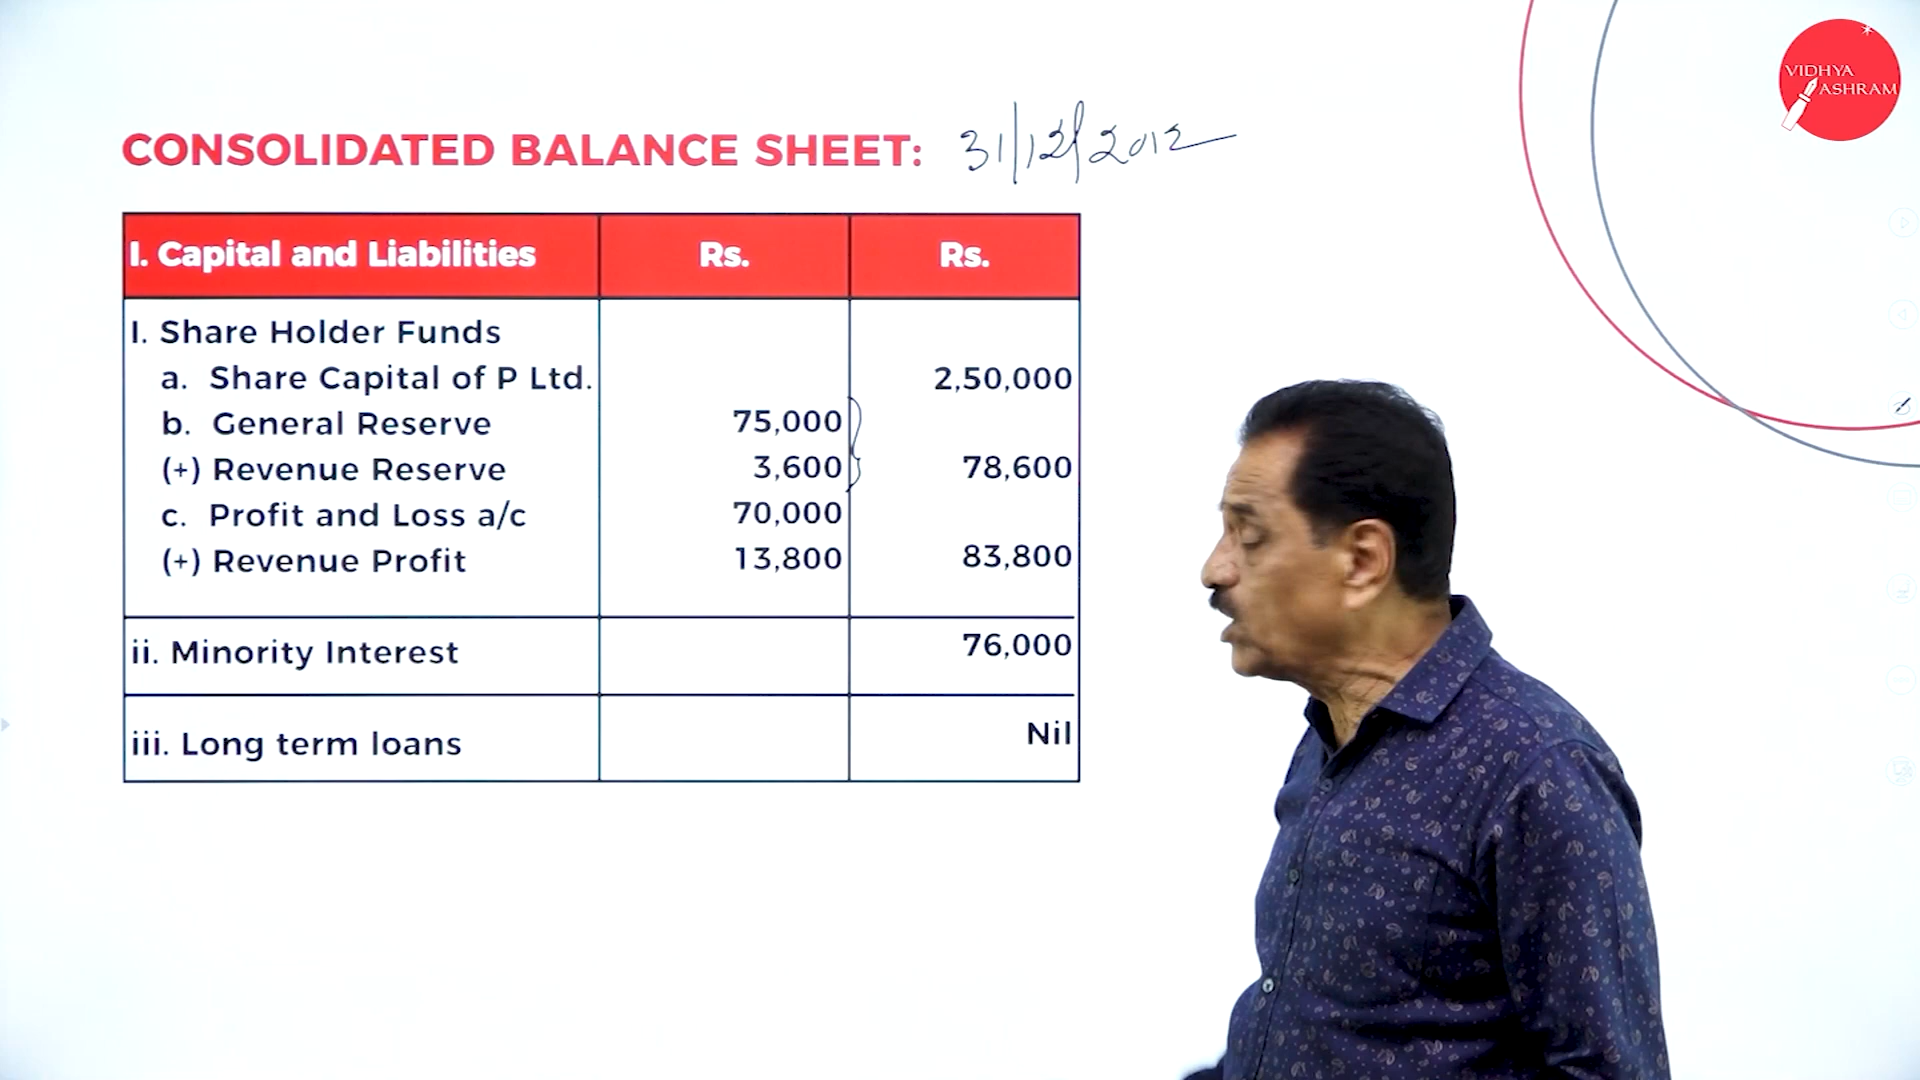 VIDHYA
ASHRAM
CONSOLIDATED BALANCE SHEET: 31/12/2012
I. Capital and Liabilities Rs. Rs.
I. Share Holder Funds
a. Share Capital of P Ltd. 2,50,000
b. General Reserve 75,000
(+) Revenue Reserve 3,600 78,600
c. Profit and Loss a/c 70,000
(+) Revenue Profit 13,800 83,800
ii. Minority Interest 76,000
iii. Long term loans Nil